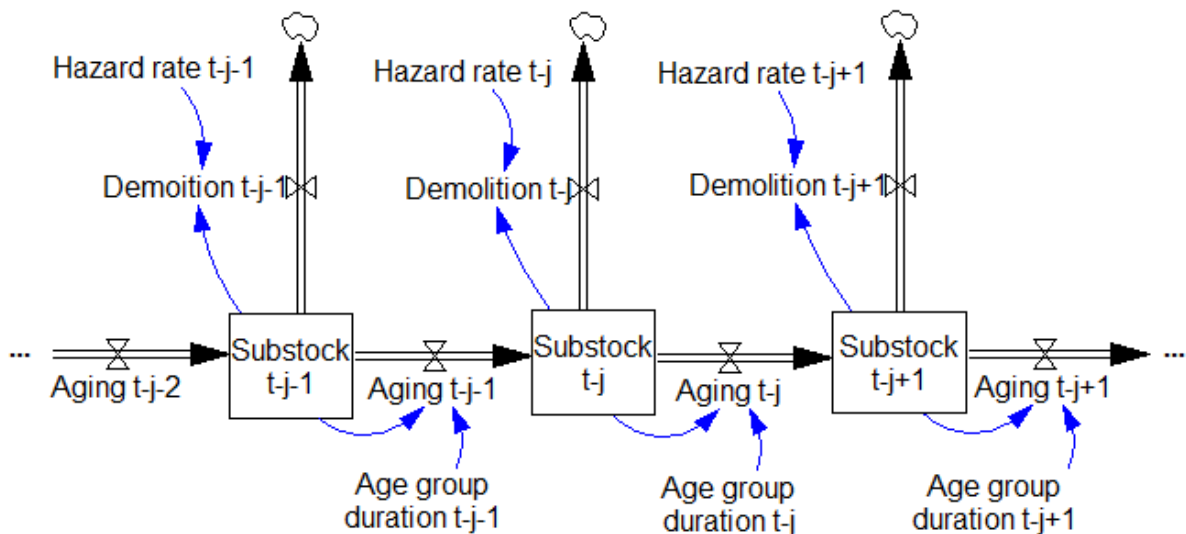 Hazard rate t-j-1
Hazard rate t-j
Hazard rate t-j+1
Demoition t-j-1
Demolition t-j
Demolition t-j+1
...
Aging t-j-2
Substock
t-j-1
Aging t-j-1
Substock
t-j
Aging t-j
Substock
t-j+1
Aging t-j+1
...
Age group
duration t-j-1
Age group
duration t-j
Age group
duration t-j+1